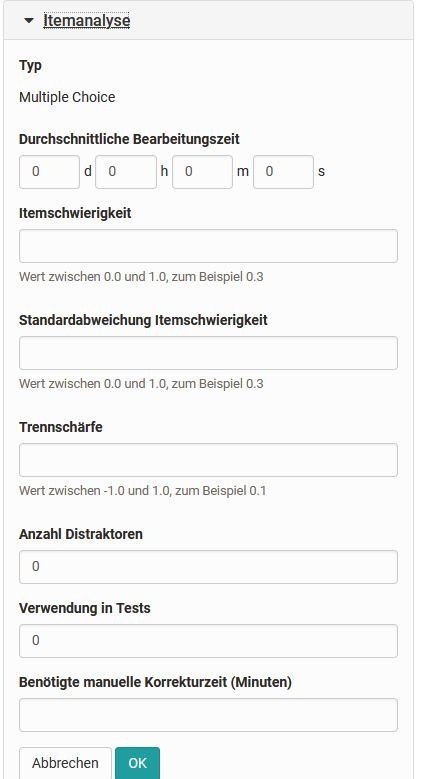 Itemanalyse
Typ
Multiple Choice
Durchschnittliche Bearbeitungszeit
0 d 0 h 0 m 0 s
Itemschwierigkeit
Wert zwischen 0.0 und 1.0, zum Beispiel 0.3
Standardabweichung Itemschwierigkeit
Wert zwischen 0.0 und 1.0, zum Beispiel 0.3
Trennschärfe
Wert zwischen -1.0 und 1.0, zum Beispiel 0.1
Anzahl Distraktoren
0
Verwendung in Tests
0
Benötigte manuelle Korrekturzeit (Minuten)
Abbrechen OK